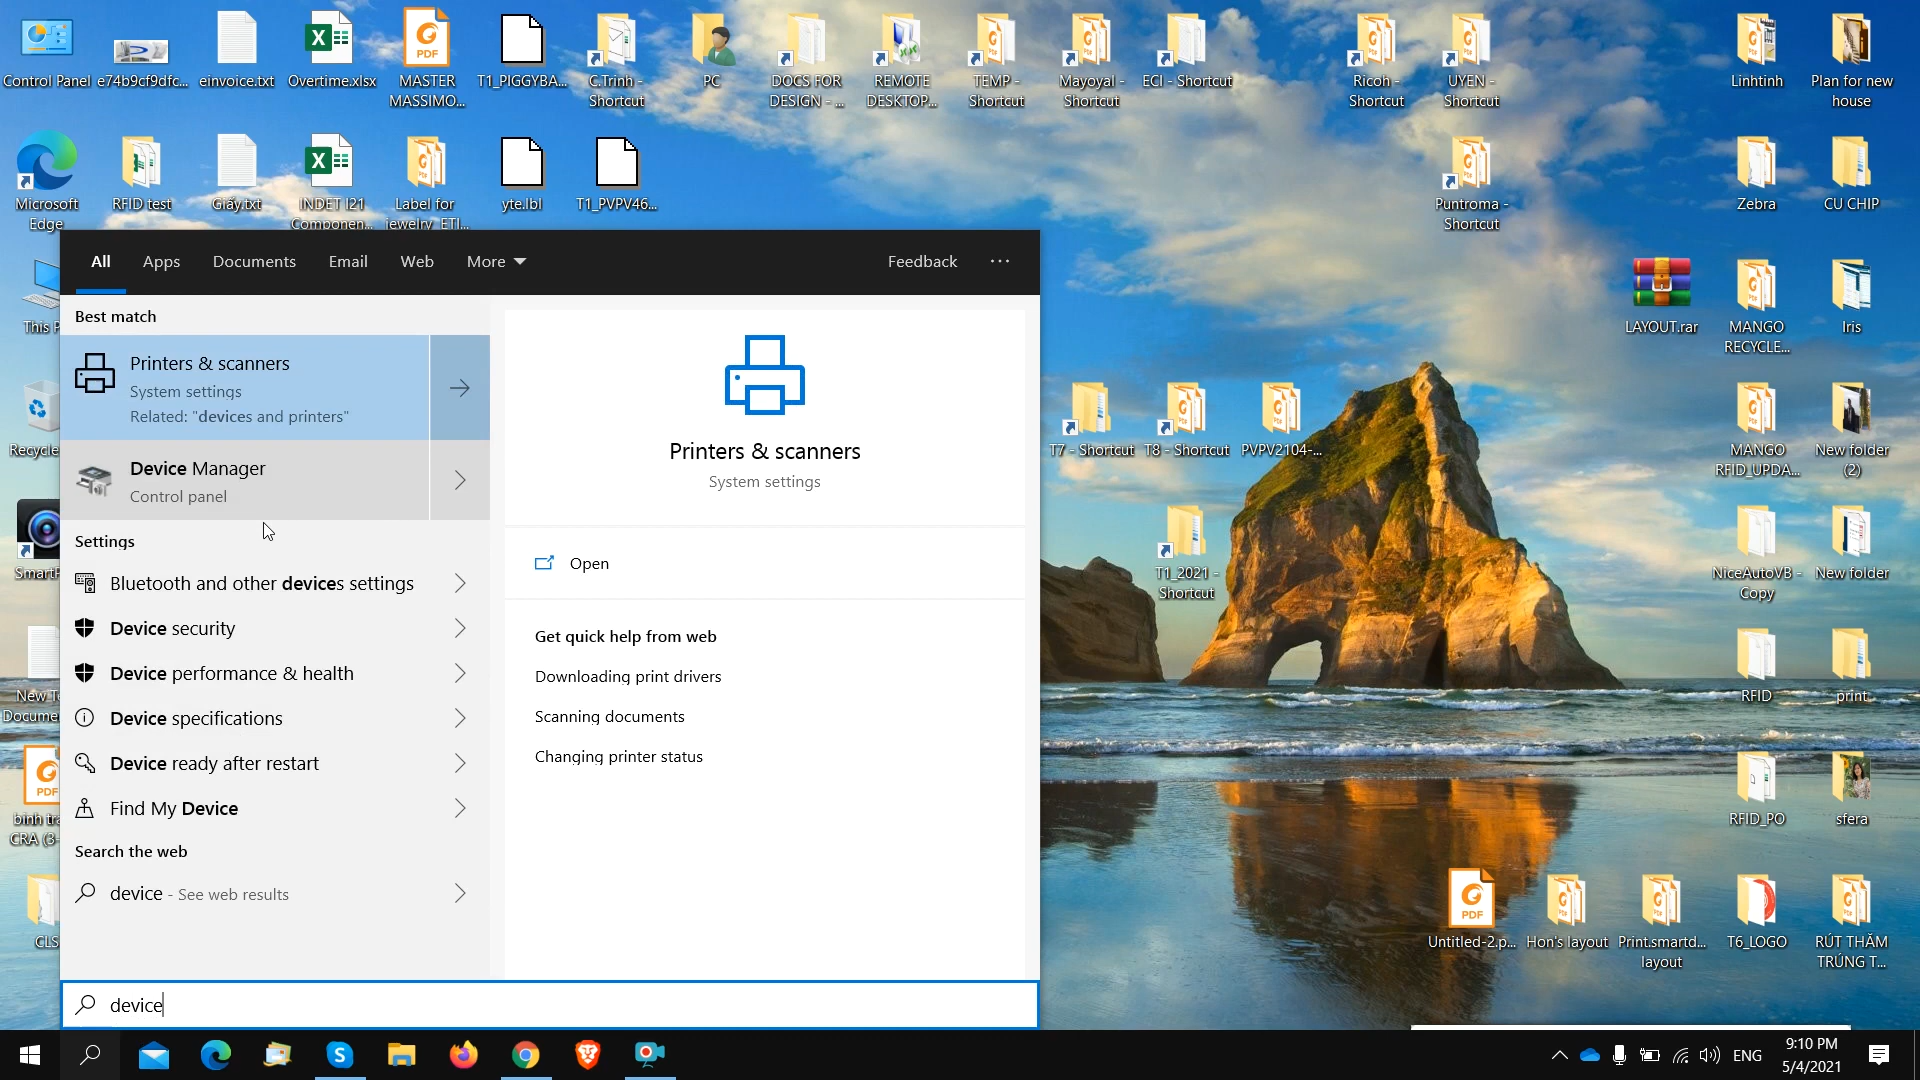 Control Panel
e74b9cf9dfc...
einvoice.txt
Overtime.xlsx
MASTER
MASSIMO...
T1_PIGGYBA...
C.Trinh -
Shortcut
PC
DOCS FOR
DESIGN - ...
REMOTE
DESKTOP...
TEMP -
Shortcut
Mayoyal -
Shortcut
ECI - Shortcut
Ricoh -
Shortcut
UYEN -
Shortcut
Linhtinh
Plan for new
house
Microsoft
Edge
RFID test
Giấy.txt
INDET I21
Componen...
Label for
jewelry_ETI...
yte.lbl
T1_PVPV46...
Puntroma -
Shortcut
Zebra
CU CHIP
This P
LAYOUT.rar
MANGO
RECYCLE...
Iris
Recycle
T7 - Shortcut
T8 - Shortcut
PVPV2104-...
MANGO
RFID_UPDA...
New folder
(2)
SmartP
T1_2021 -
Shortcut
NiceAutoVB -
Copy
New folder
New Te
Docume
RFID
print
CRA (3-
RFID_PO
sfera
CLS
Untitled-2.p...
Hon's layout
Print.smartd...
layout
T6_LOGO
RÚT THĂM
TRÚNG T...
All
Apps
Documents
Email
Web
More
Feedback
...
Best match
Printers & scanners
System settings
Related: "devices and printers"
Device Manager
Control panel
Settings
Bluetooth and other devices settings
Device security
Device performance & health
Device specifications
Device ready after restart
Find My Device
Search the web
device - See web results
Printers & scanners
System settings
Open
Get quick help from web
Downloading print drivers
Scanning documents
Changing printer status
device
ENG
9:10 PM
5/4/2021